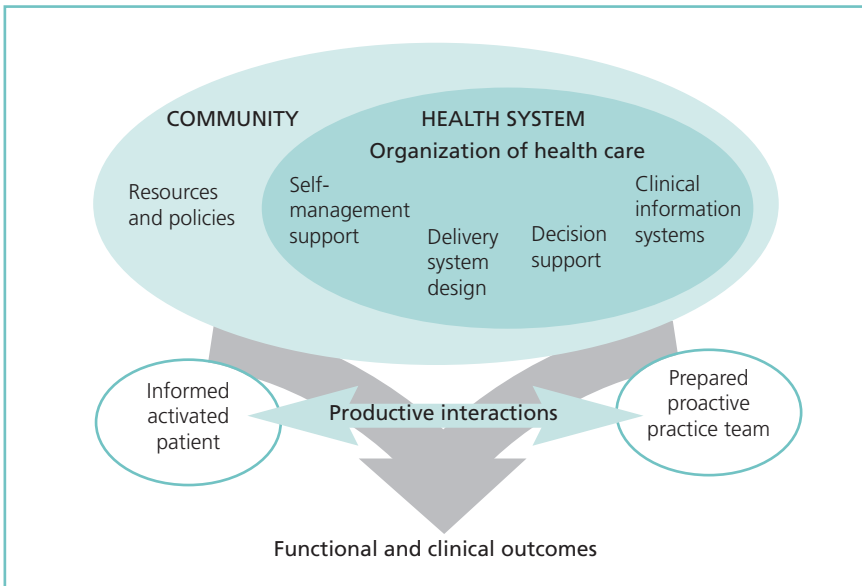 COMMUNITY
HEALTH SYSTEM
Organization of health care
Resources
and policies
Self-
management
support
Delivery
system
design
Decision
support
Clinical
information
systems
Informed
activated
patient
Productive interactions
Prepared
proactive
practice team
Functional and clinical outcomes